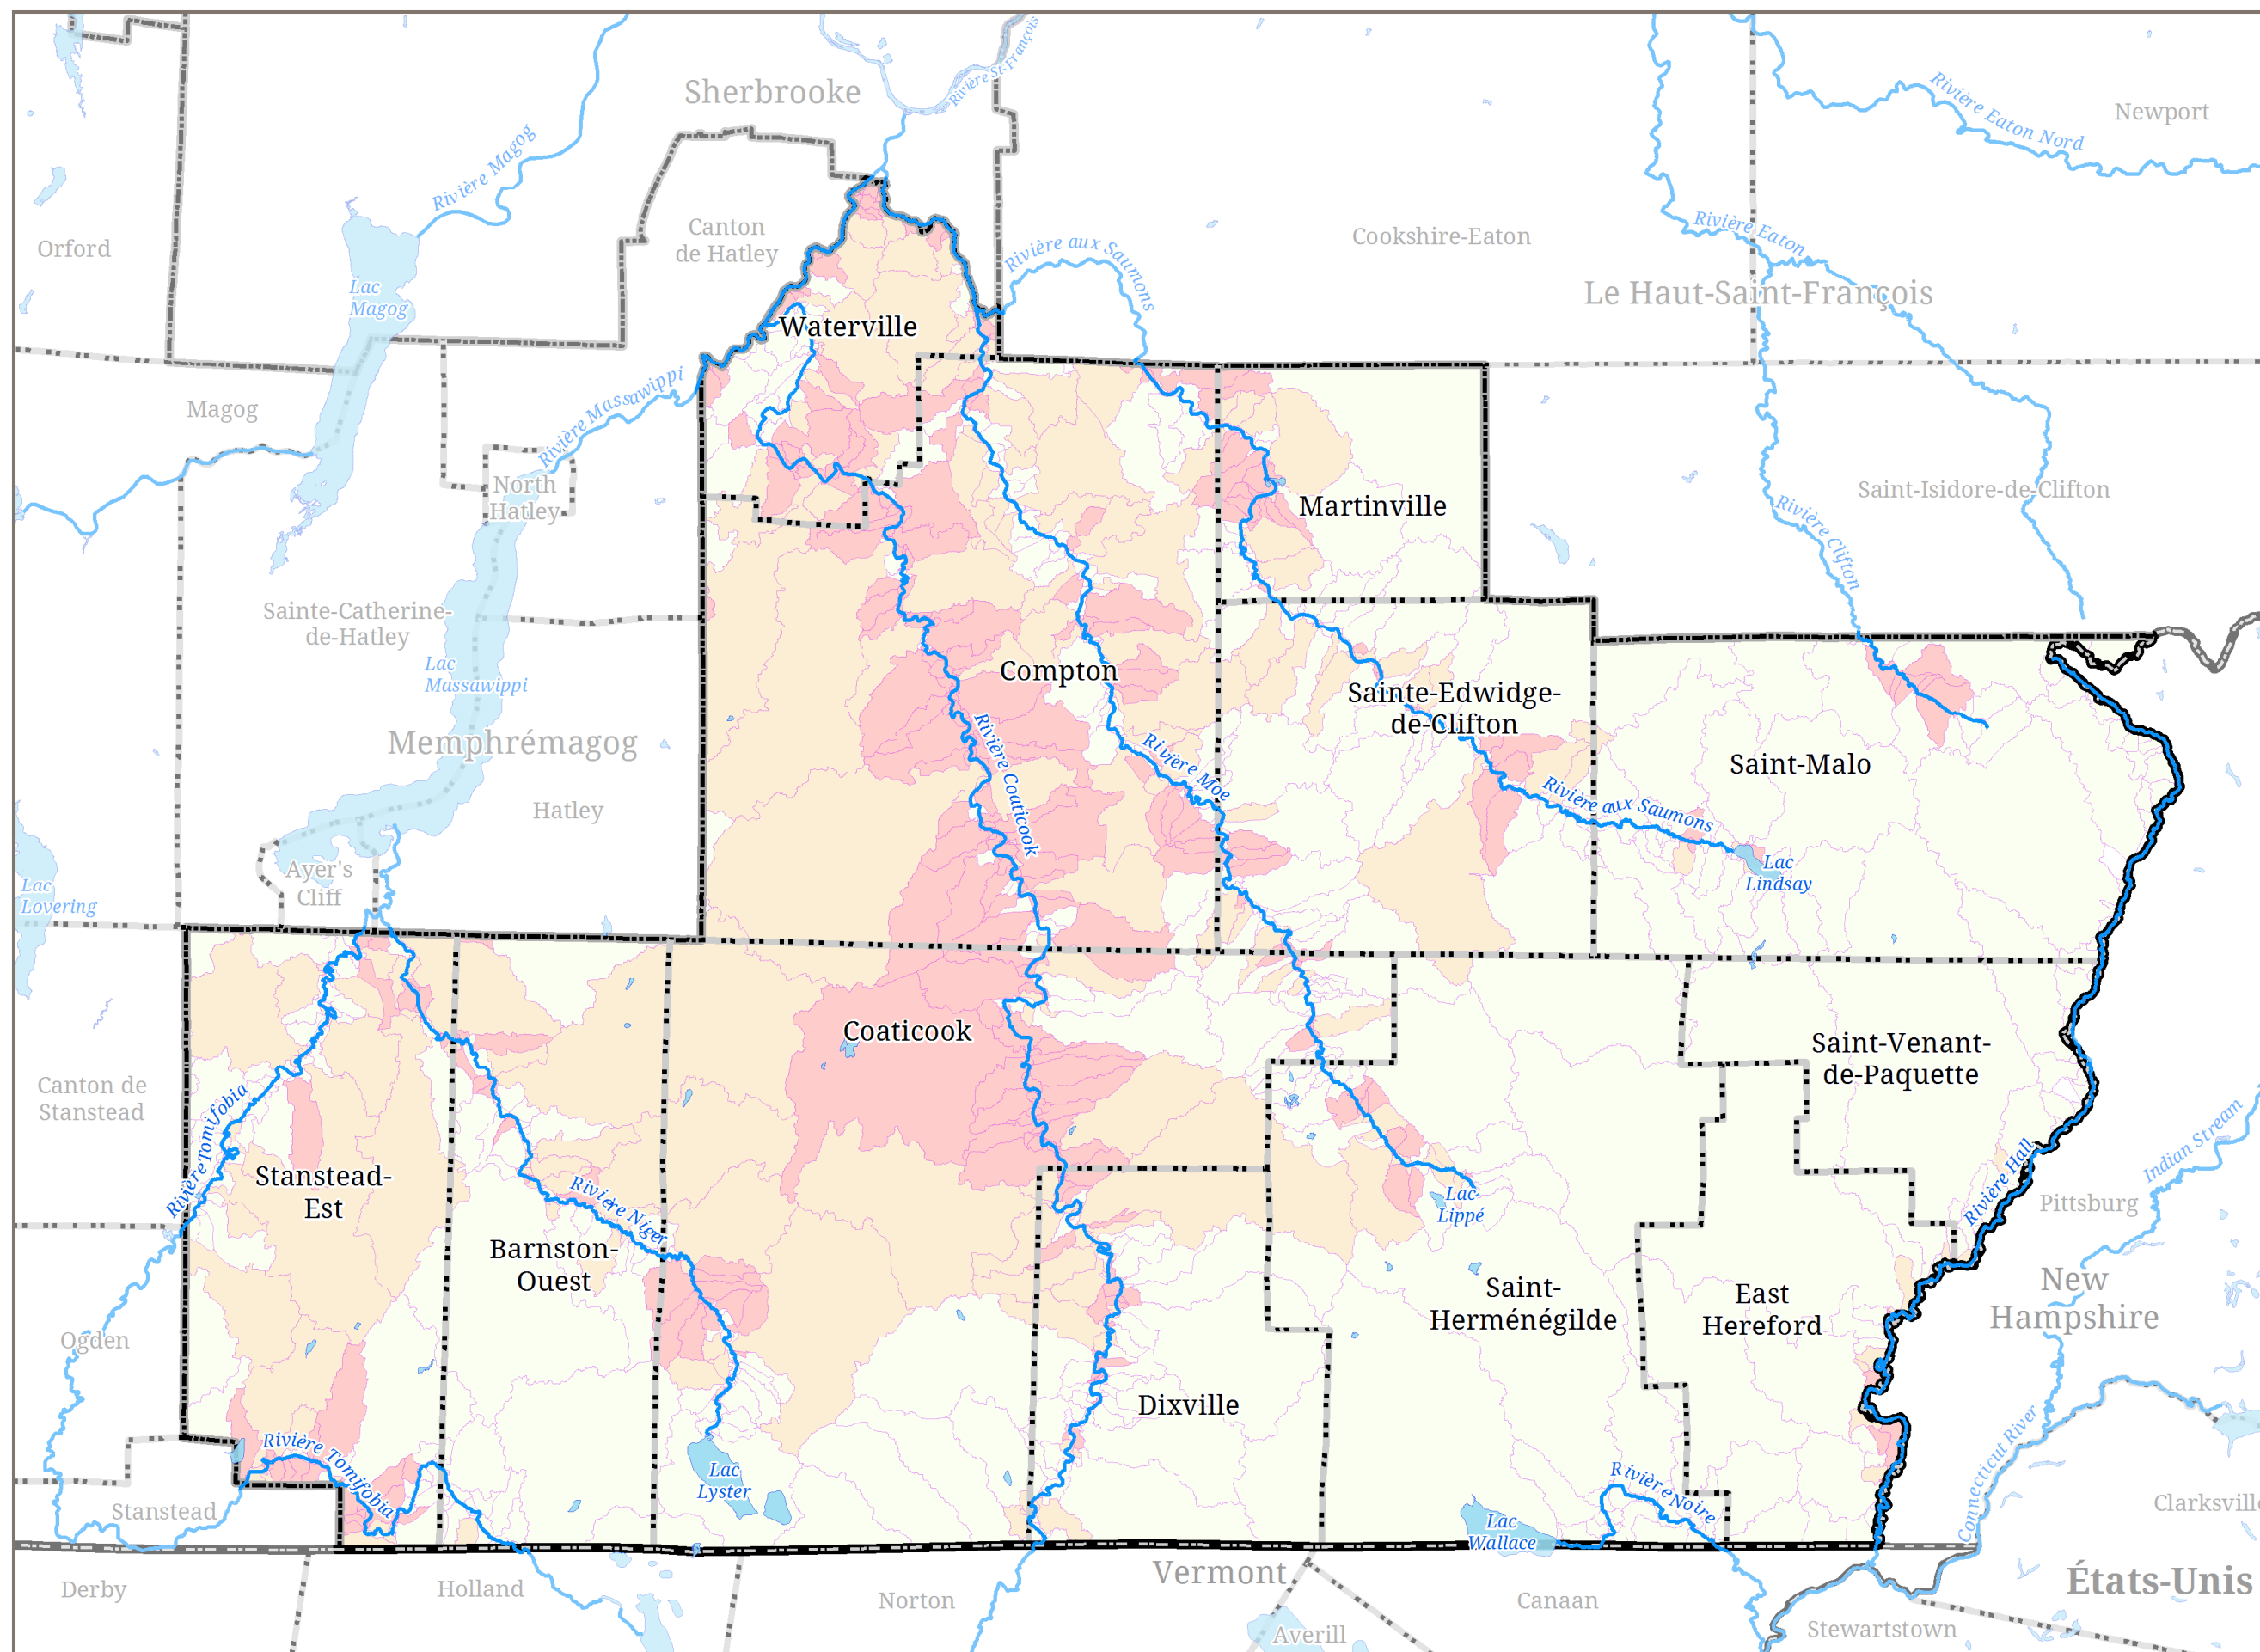 Sherbrooke
Rivière St-François
Rivière Magog
Rivière Eaton Nord
Newport
Orford
Canton
de Hatley
Rivière aux Saumons
Cookshire-Eaton
Rivière Eaton
Le Haut-Saint-François
Lac
Magog
Waterville
Magog
Rivière Massawippi
North
Hatley
Martinville
Saint-Isidore-de-Clifton
Rivière Clifton
Sainte-Catherine-
de-Hatley
Lac
Massawippi
Compton
Sainte-Edwidge-
de-Clifton
Saint-Malo
Memphrémagog
Rivière Coaticook
Rivière Moe
Hatley
Rivière aux Saumons
Ayer's
Cliff
Lac
Lindsay
Lac
Lovering
Coaticook
Saint-Venant-
de-Paquette
Canton de
Stanstead
Rivière Tomifobia
Stanstead-
Est
Rivière Niger
Lac
Lippé
Rivière Hall
Indian Stream
Pittsburg
Barnston-
Ouest
Saint-
Herménégilde
East
Hereford
New
Hampshire
Ogden
Dixville
Rivière Tomifobia
Lac
Lyster
Rivière Noire
Connecticut River
Stanstead
Lac
Wallace
Clarksville
Vermont
États-Unis
Derby
Holland
Norton
Canaan
Averill
Stewartstown